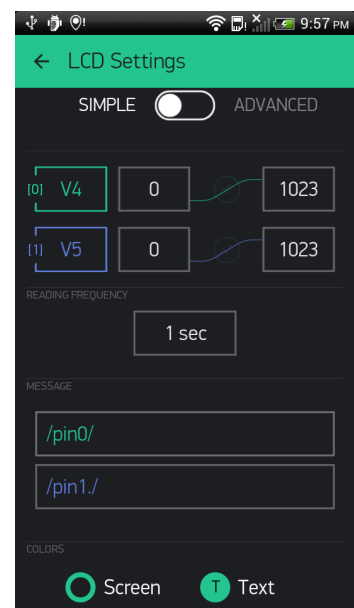 9:57 PM
LCD Settings
SIMPLE ADVANCED
[0] V4 0 1023
[1] V5 0 1023
READING FREQUENCY
1 sec
MESSAGE
/pin0/
/pin1./
COLORS
Screen T Text